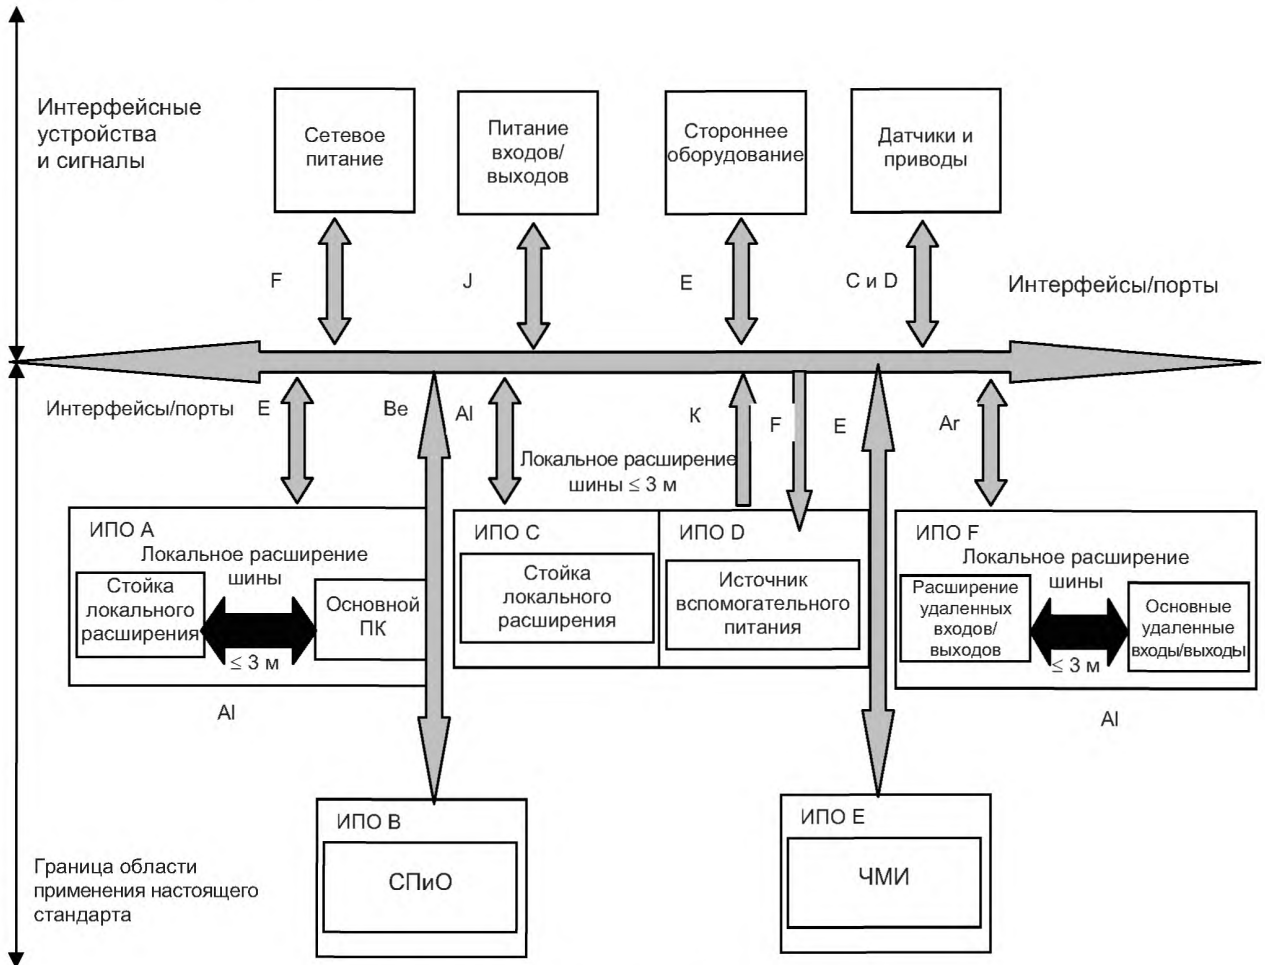 Интерфейсные
устройства
и сигналы
Сетевое
питание
Питание
входов/
выходов
Стороннее
оборудование
Датчики и
приводы
F
J
E
C и D
Интерфейсы/порты
Интерфейсы/порты
E
Be
Al
K
F
E
Ar
Локальное расширение
шины ≤ 3 м
ИПО A
Локальное расширение
шины
Стойка
локального
расширения
≤ 3 м
Основной
ПК
Al
ИПО C
Стойка
локального
расширения
ИПО D
Источник
вспомогательного
питания
ИПО F
Локальное расширение
шины
Расширение
удаленных
входов/
выходов
≤ 3 м
Основные
удаленные
входы/выходы
Al
ИПО B
СПиО
ИПО E
ЧМИ
Граница области
применения настоящего
стандарта